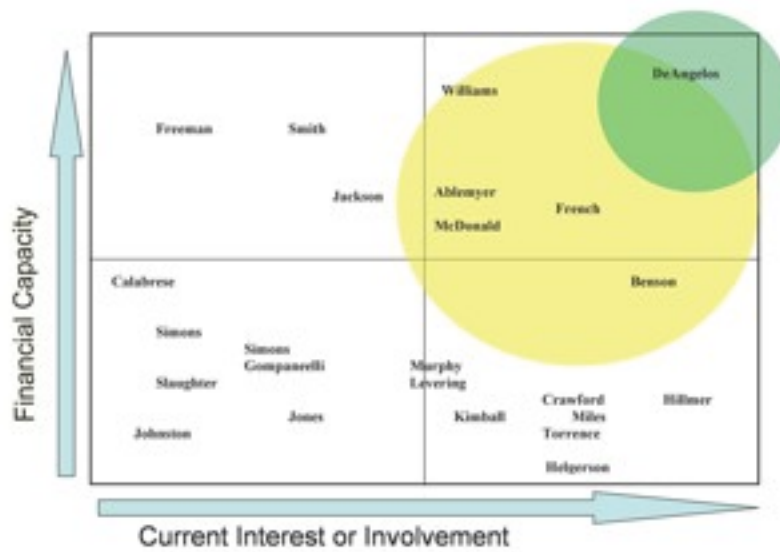 DeAngelos
Williams
Freeman
Smith
Jackson
Ablemyer
French
McDonald
Calabrese
Benson
Simons
Simons
Gompaneelli
Murphy
Slaughter
Levering
Crawford
Hillmer
Jones
Kimball
Miles
Johnston
Torrence
Helgerson
Financial Capacity
Current Interest or Involvement